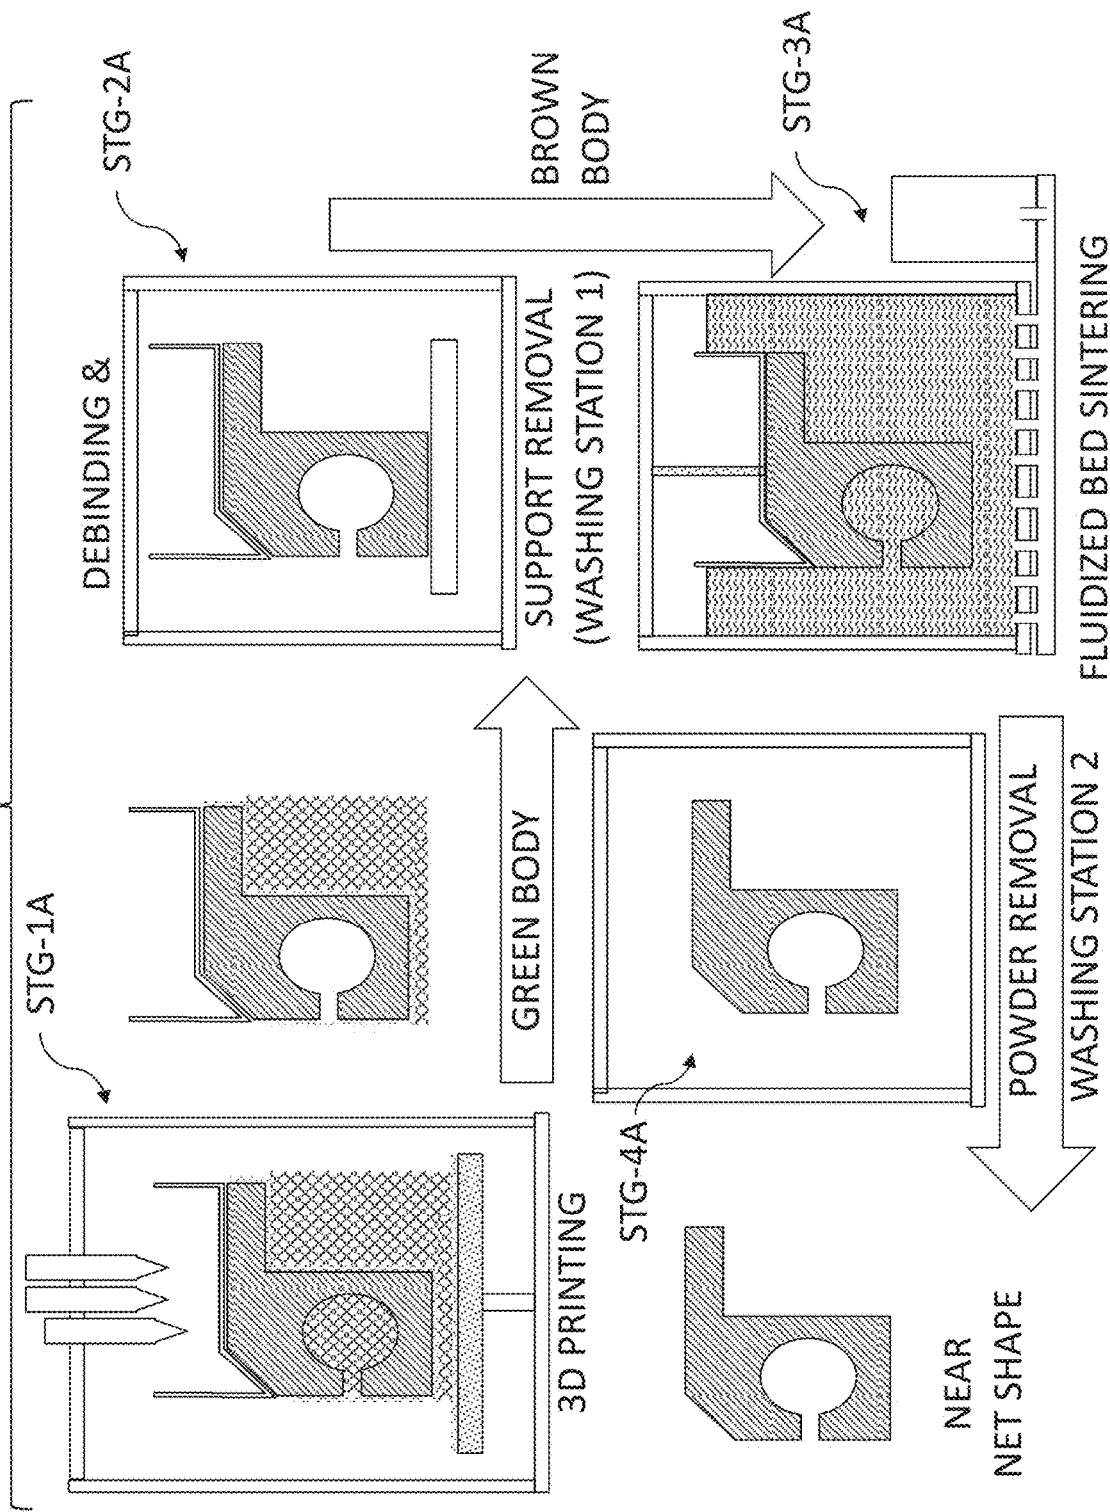 STG-1A
3D PRINTING
GREEN BODY
STG-2A
DEBINDING &
SUPPORT REMOVAL
(WASHING STATION 1)
BROWN
BODY
STG-3A
FLUIDIZED BED SINTERING
STG-4A
POWDER REMOVAL
WASHING STATION 2
NEAR
NET SHAPE